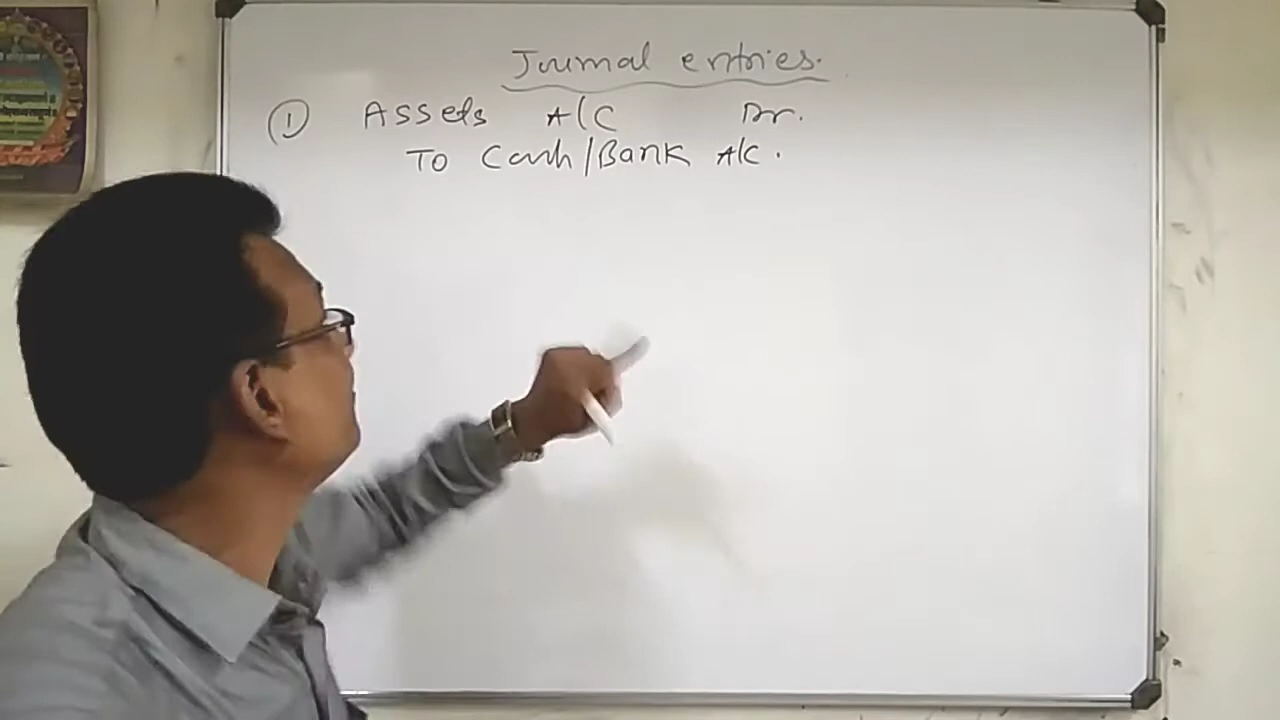 Journal entries.
① Assets A/C Dr.
To Cash/Bank A/C.